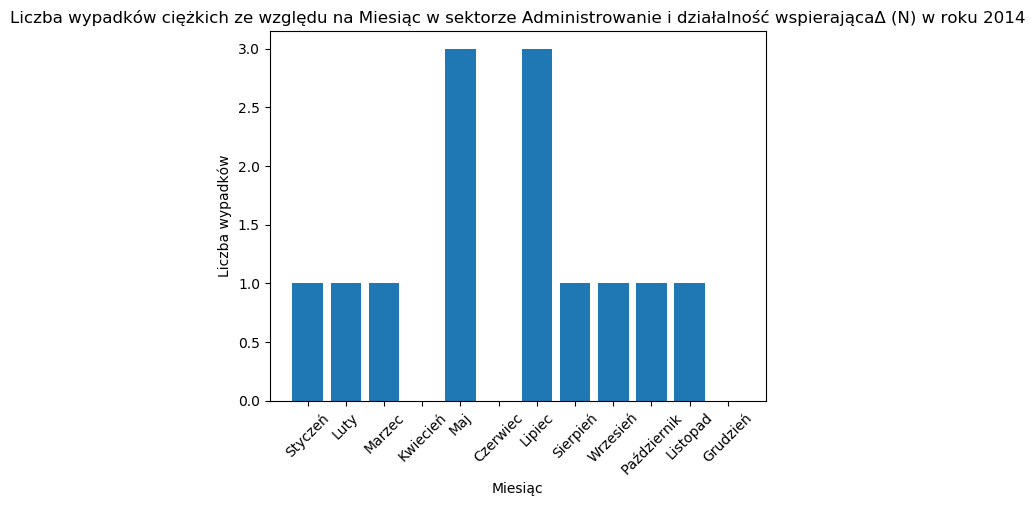 Liczba wypadków ciężkich ze względu na Miesiąc w sektorze Administrowanie i działalność wspierającaΔ (N) w roku 2014
Liczba wypadków
3.0
2.5
2.0
1.5
1.0
0.5
0.0
Styczeń
Luty
Marzec
Kwiecień
Maj
Czerwiec
Lipiec
Sierpień
Wrzesień
Październik
Listopad
Grudzień
Miesiąc